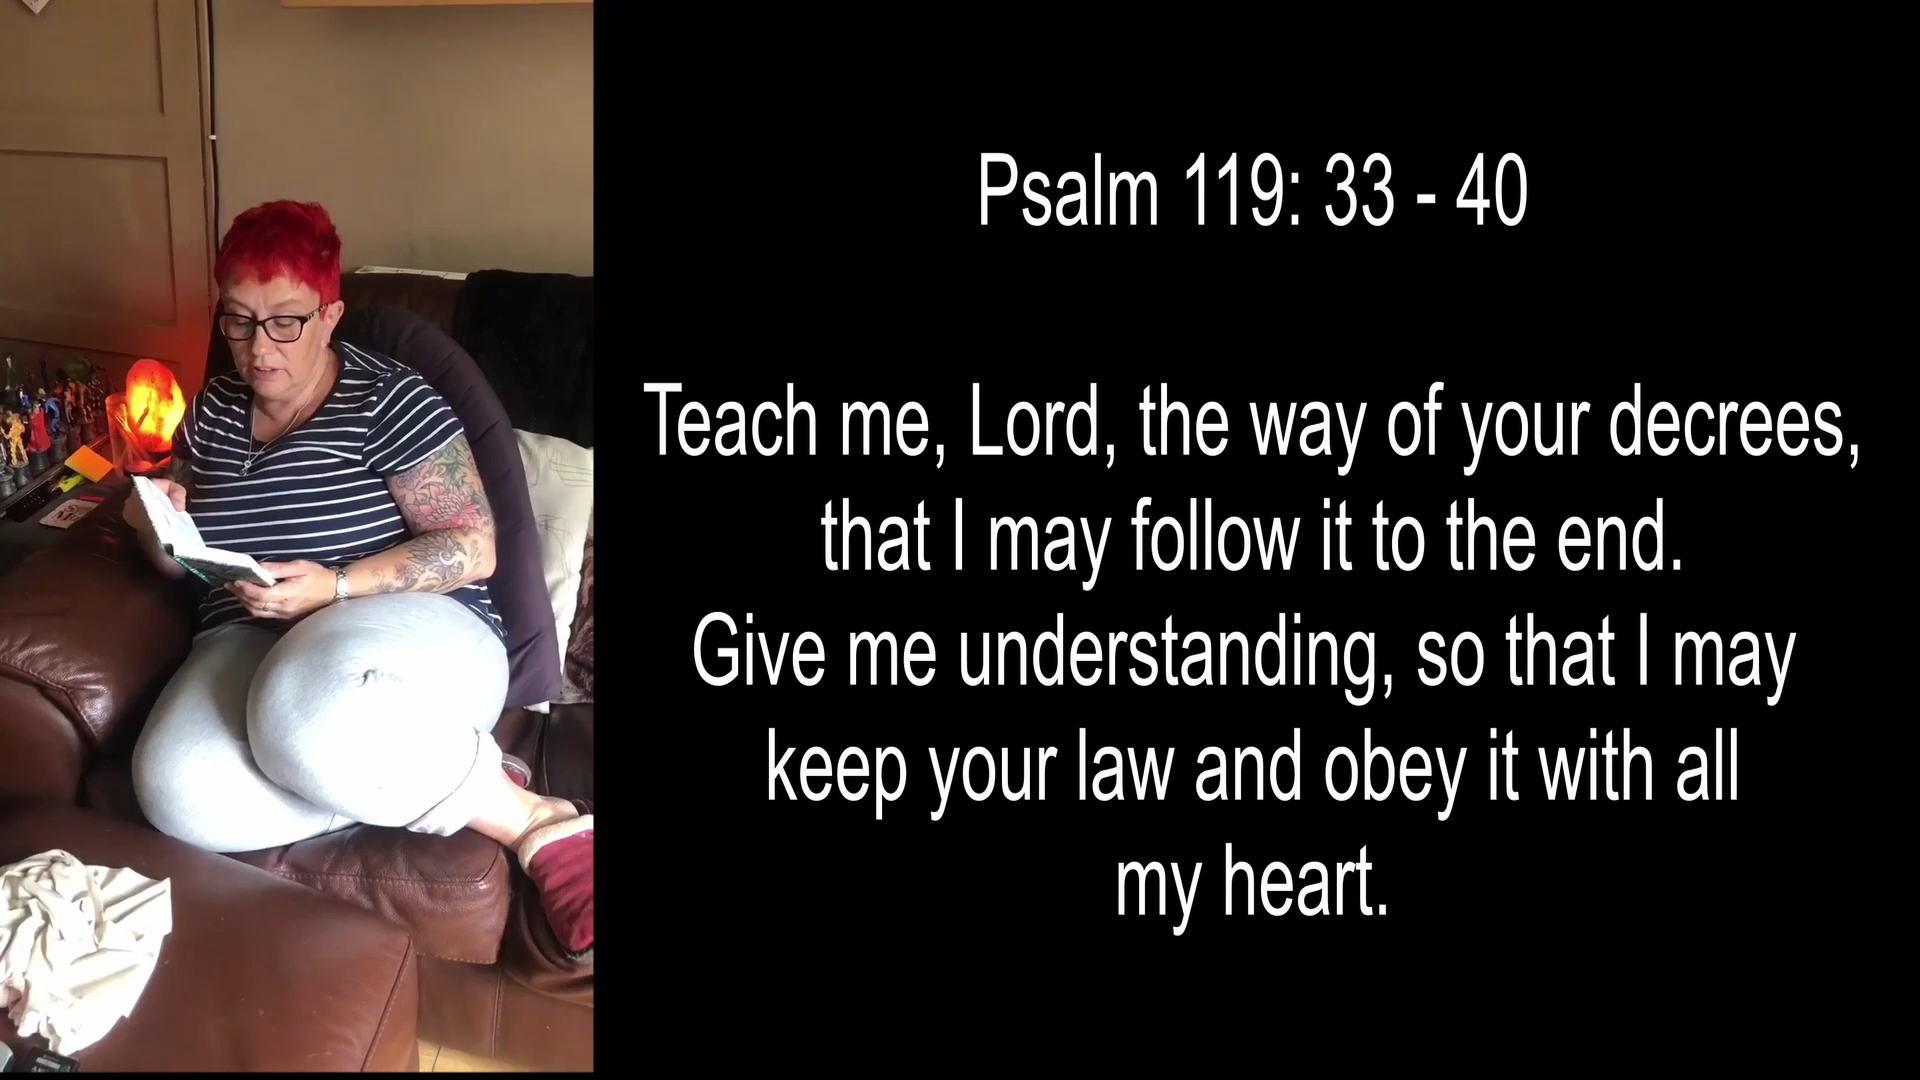 Psalm 119: 33 - 40
Teach me, Lord, the way of your decrees,
that I may follow it to the end.
Give me understanding, so that I may
keep your law and obey it with all
my heart.